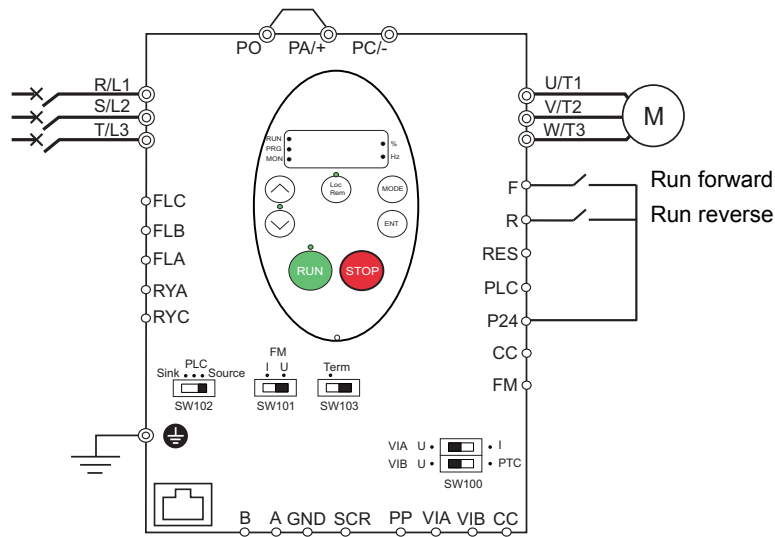 PO PA/+ PC/-
R/L1
S/L2
T/L3
U/T1
V/T2
W/T3
M
RUN
PRG
MON
%
Hz
Loc
Rem
MODE
ENT
RUN
STOP
FLC
FLB
FLA
RYA
RYC
F
Run forward
R
Run reverse
RES
PLC
P24
CC
FM
PLC
Sink
Source
SW102
FM
I U
SW101
Term
SW103
VIA U I
VIB U PTC
SW100
B A GND SCR PP VIA VIB CC